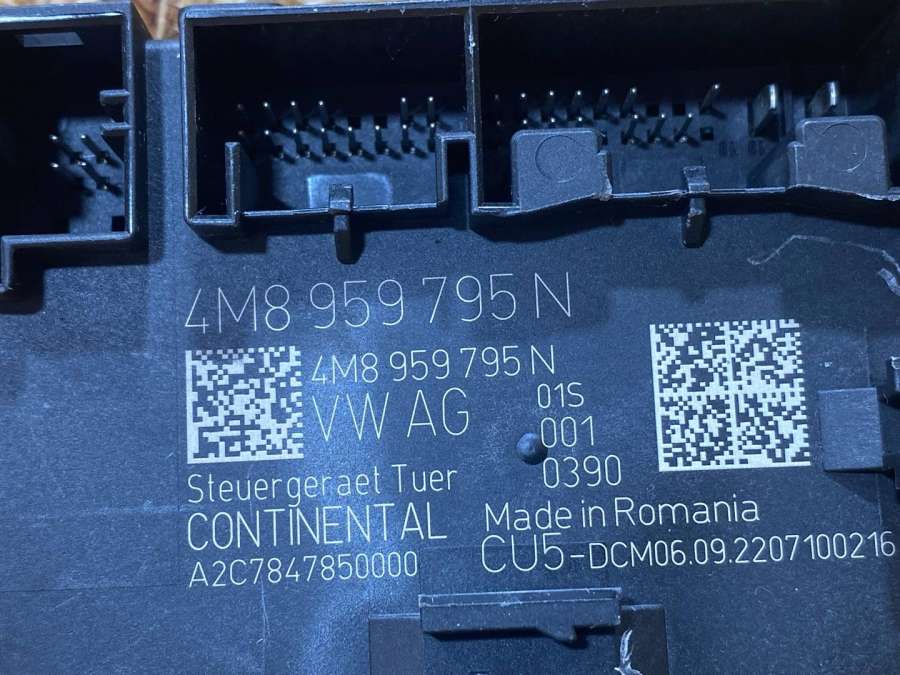 4M8 959 795 N
4M8 959 795 N
VW AG
01S
001
0390
Steuergeraet Tuer
CONTINENTAL
A2C7847850000
Made in Romania
CU5-DCM06.09.2207100216